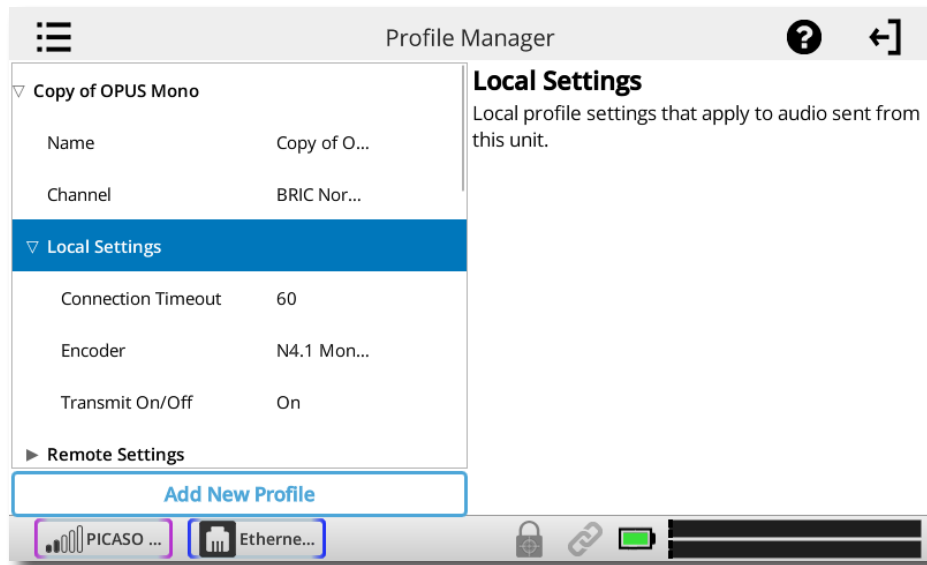 Profile Manager
?
Copy of OPUS Mono
Name Copy of O...
Channel BRIC Nor...
Local Settings
Connection Timeout 60
Encoder N4.1 Mon...
Transmit On/Off On
Remote Settings
Add New Profile
Local Settings
Local profile settings that apply to audio sent from
this unit.
PICASO ...
Etherne...